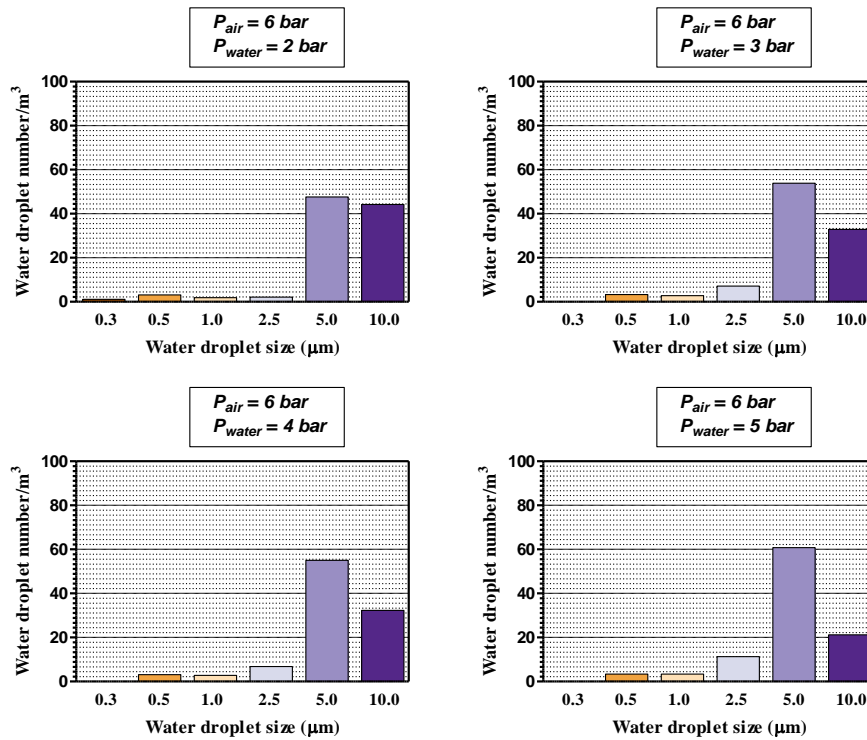 P_air = 6 bar
P_water = 2 bar
100
80
60
40
20
0
Water droplet number/m³
0.3 0.5 1.0 2.5 5.0 10.0
Water droplet size (μm)
P_air = 6 bar
P_water = 3 bar
100
80
60
40
20
0
Water droplet number/m³
0.3 0.5 1.0 2.5 5.0 10.0
Water droplet size (μm)
P_air = 6 bar
P_water = 4 bar
100
80
60
40
20
0
Water droplet number/m³
0.3 0.5 1.0 2.5 5.0 10.0
Water droplet size (μm)
P_air = 6 bar
P_water = 5 bar
100
80
60
40
20
0
Water droplet number/m³
0.3 0.5 1.0 2.5 5.0 10.0
Water droplet size (μm)